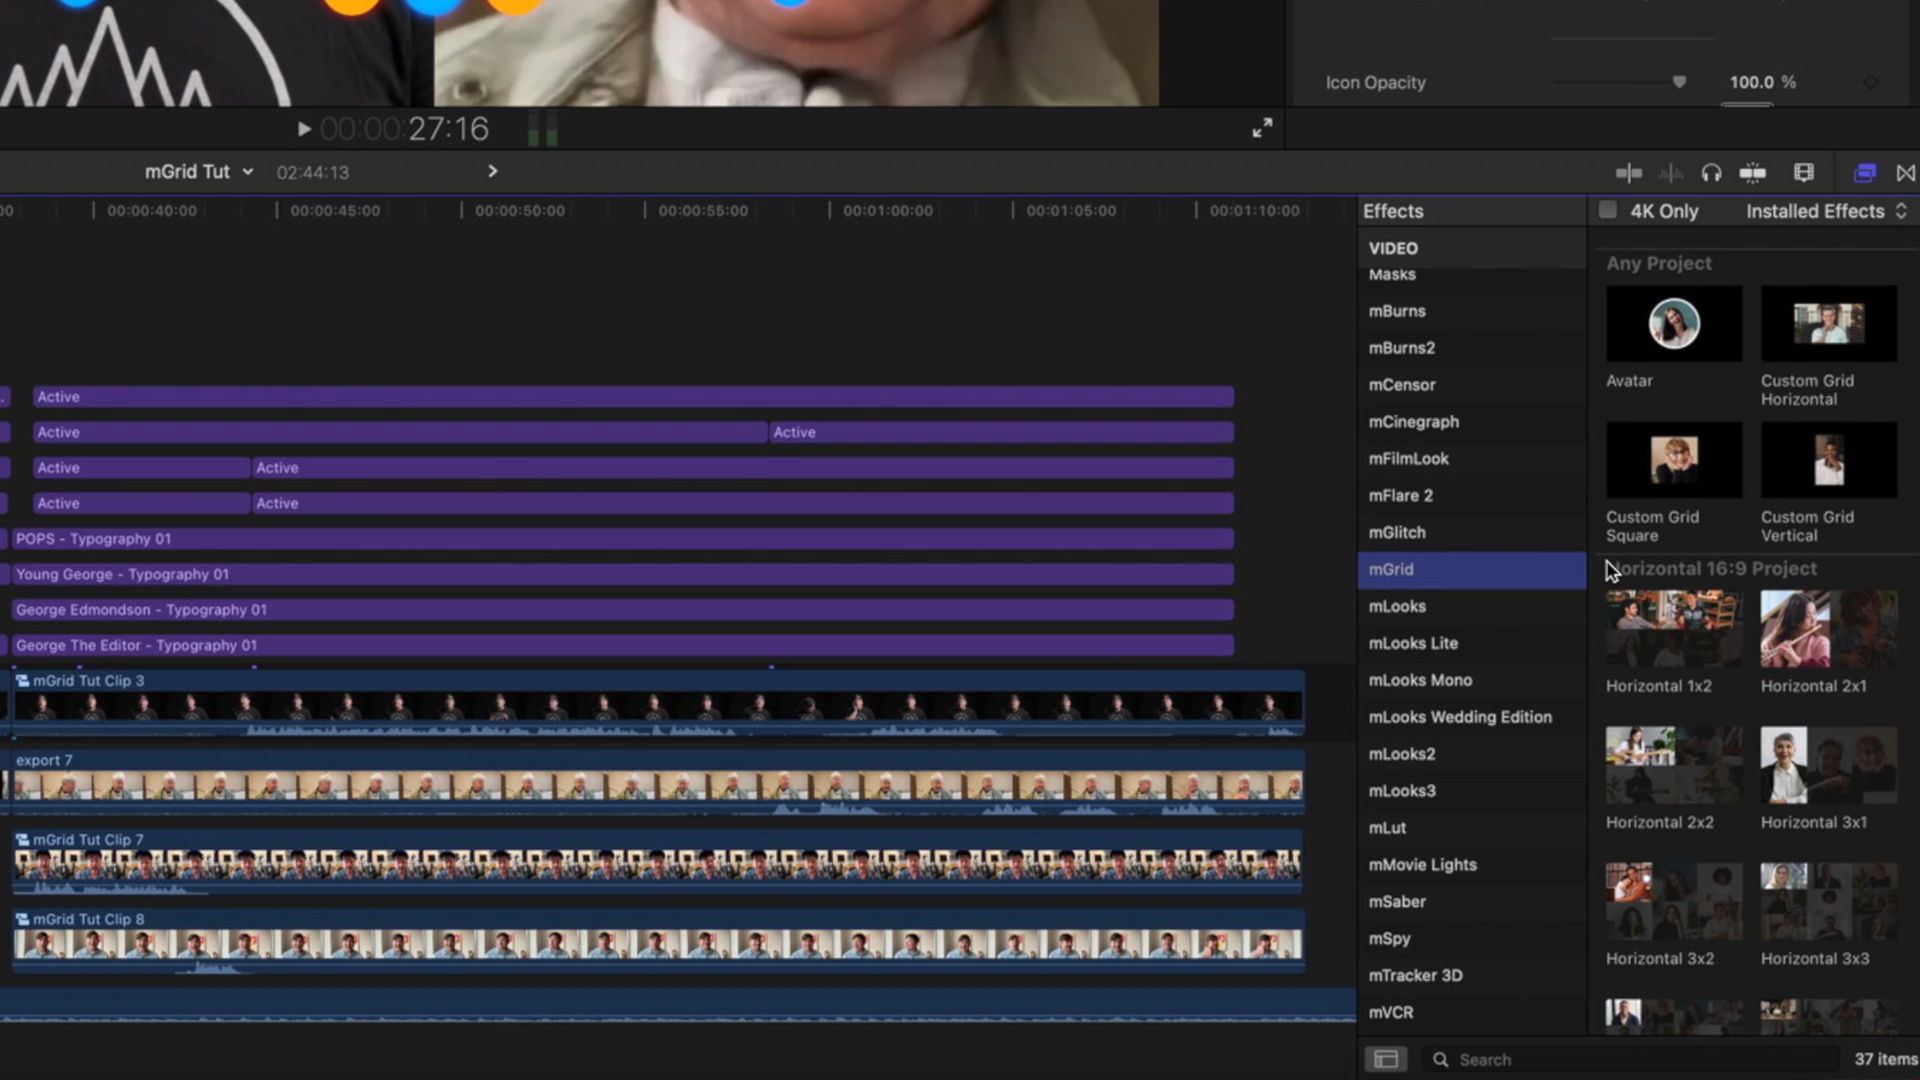 Icon Opacity
100.0 %
00:00:27:16
mGrid Tut
02:44:13
00
00:00:40:00
00:00:45:00
00:00:50:00
00:00:55:00
00:01:00:00
00:01:05:00
00:01:10:00
Active
Active
Active
Active
Active
Active
Active
POPS - Typography 01
Young George - Typography 01
George Edmondson - Typography 01
George The Editor - Typography 01
mGrid Tut Clip 3
export 7
mGrid Tut Clip 7
mGrid Tut Clip 8
Effects
VIDEO
Masks
mBurns
mBurns2
mCensor
mCinegraph
mFilmLook
mFlare 2
mGlitch
mGrid
mLooks
mLooks Lite
mLooks Mono
mLooks Wedding Edition
mLooks2
mLooks3
mLut
mMovie Lights
mSaber
mSpy
mTracker 3D
mVCR
4K Only
Installed Effects
Any Project
Avatar
Custom Grid
Horizontal
Custom Grid
Square
Custom Grid
Vertical
Horizontal 16:9 Project
Horizontal 1x2
Horizontal 2x1
Horizontal 2x2
Horizontal 3x1
Horizontal 3x2
Horizontal 3x3
Search
37 items